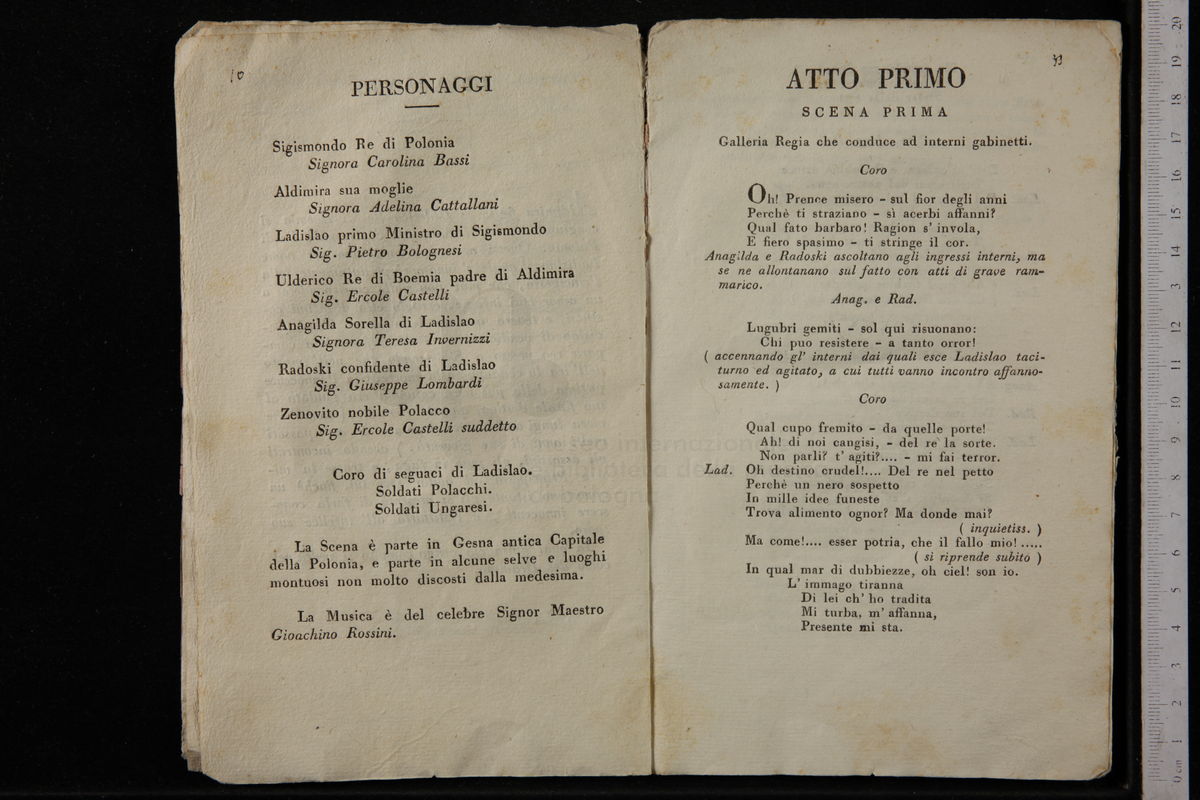 10
PERSONAGGI
Sigismondo Re di Polonia
Signora Carolina Bassi
Aldimira sua moglie
Signora Adelina Cattallani
Ladislao primo Ministro di Sigismondo
Sig. Pietro Bolognesi
Ulderico Re di Boemia padre di Aldimira
Sig. Ercole Castelli
Anagilda Sorella di Ladislao
Signora Teresa Invernizzi
Radoski confidente di Ladislao
Sig. Giuseppe Lombardi
Zenovito nobile Polacco
Sig. Ercole Castelli suddetto
Coro di seguaci di Ladislao.
Soldati Polacchi.
Soldati Ungaresi.
La Scena è parte in Gesna antica Capitale
della Polonia, e parte in alcune selve e luoghi
montuosi non molto discosti dalla medesima.
La Musica è del celebre Signor Maestro
Gioachino Rossini.
ATTO PRIMO
SCENA PRIMA
Galleria Regia che conduce ad interni gabinetti.
Coro
Oh! Prence misero - sul fior degli anni
Perchè ti straziano - sì acerbi affanni?
Qual fato barbaro! Ragion s' invola,
E fiero spasimo - ti stringe il cor.
Anagilda e Radoski ascoltano agli ingressi interni, ma
se ne allontanano sul fatto con atti di grave ram-
marico.
Anag. e Rad.
Lugubri gemiti - sol qui risuonano:
Chi puo resistere - a tanto orror!
( accennando gl' interni dai quali esce Ladislao taci-
turno ed agitato, a cui tutti vanno incontro affanno-
samente. )
Coro
Qual cupo fremito - da quelle porte!
Ah! di noi cangisi, - del re la sorte.
Non parli? t' agiti?.... - mi fai terror.
Lad. Oh destino crudel!.... Del re nel petto
Perchè un nero sospetto
In mille idee funeste
Trova alimento ognor? Ma donde mai?
( inquietiss. )
Ma come!.... esser potria, che il fallo mio! .....
( si riprende subito )
In qual mar di dubbiezze, oh ciel! son io.
L' immago tiranna
Di lei ch' ho tradita
Mi turba, m' affanna,
Presente mi sta.